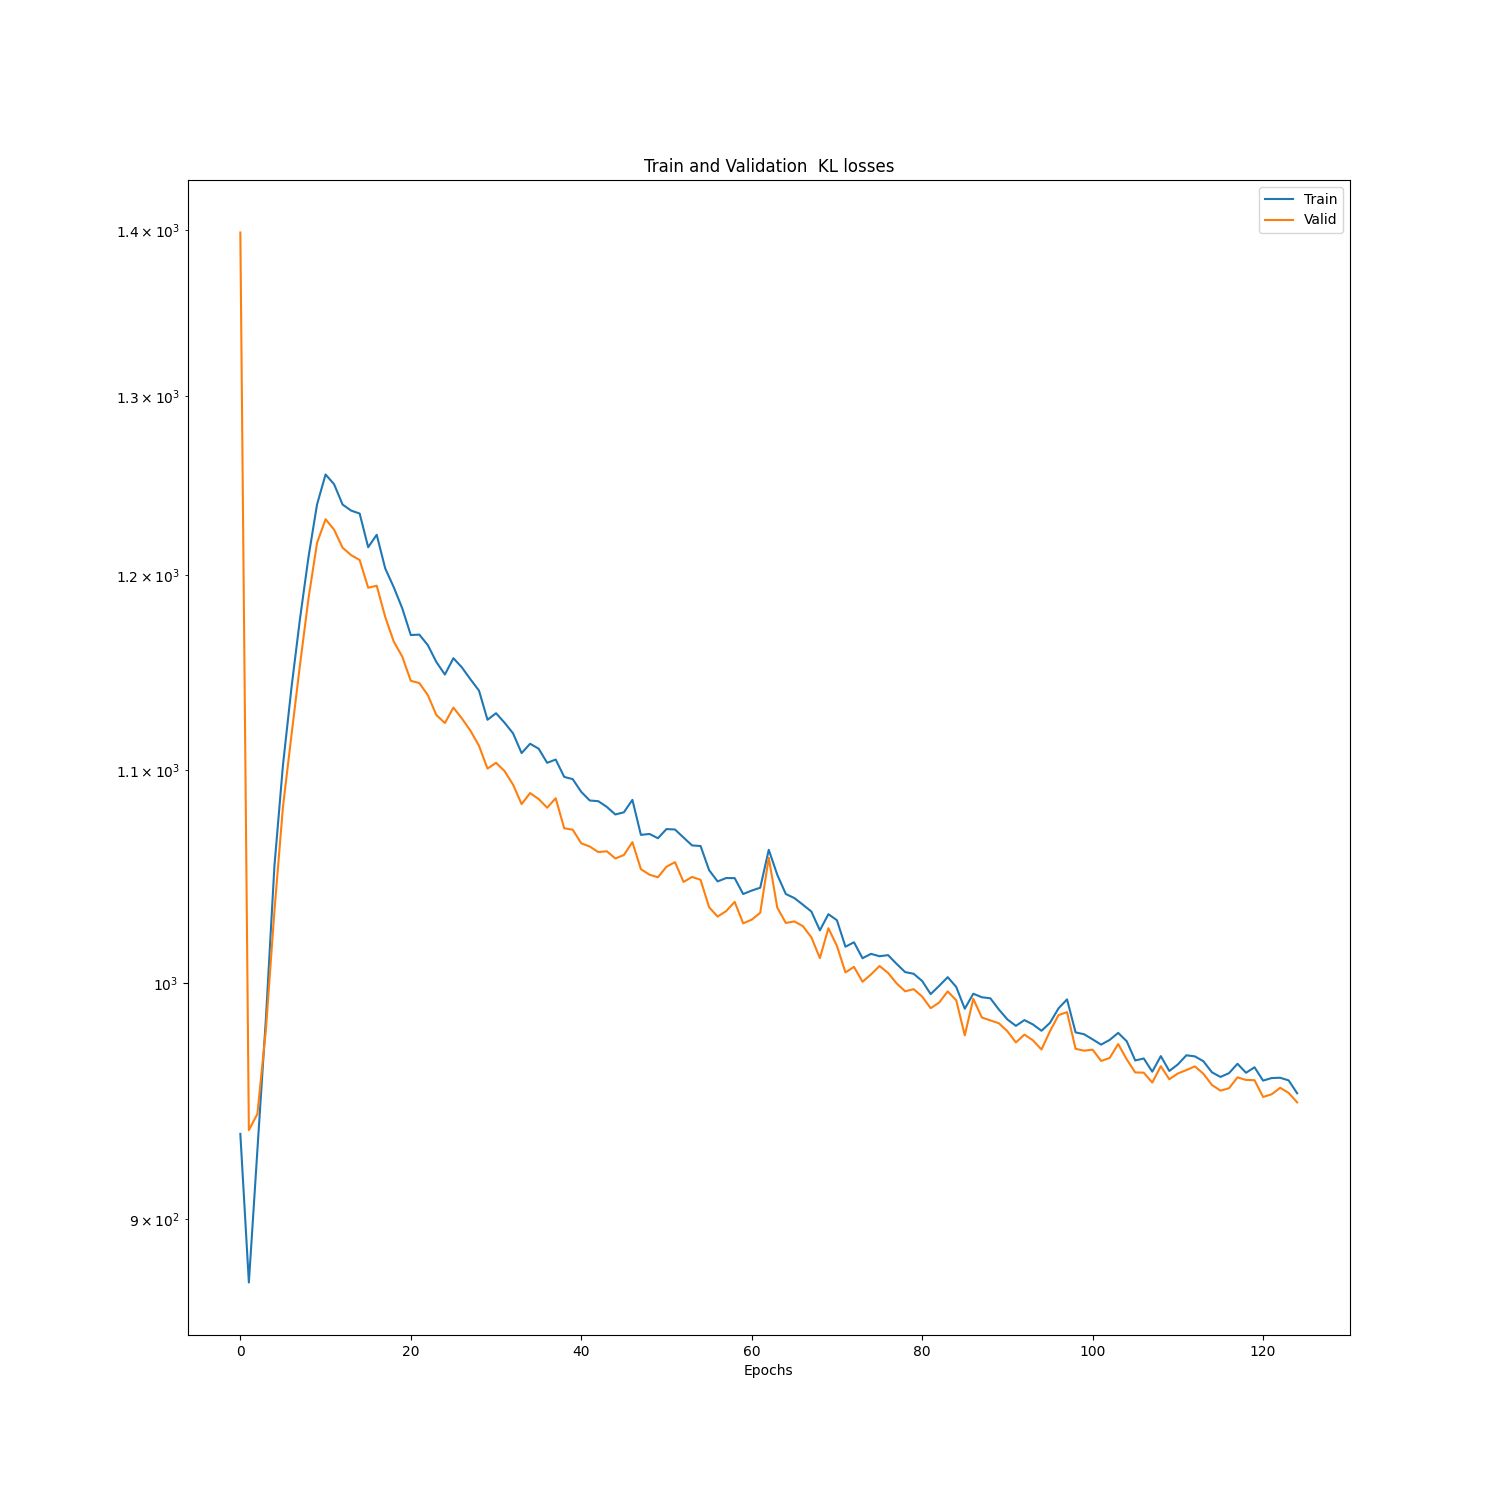 Train and Validation  KL losses
Train
Valid
1.4 × 10³
1.3 × 10³
1.2 × 10³
1.1 × 10³
10³
9 × 10²
0 20 40 60 80 100 120
Epochs